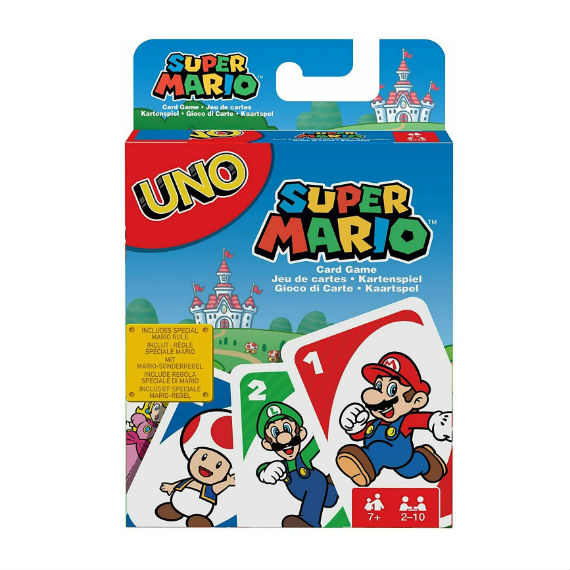 SUPER
MARIO™
Card Game • Jeu de cartes
Kartenspiel • Gioco di Carte • Kaartspel
UNO
SUPER
MARIO™
Card Game
Jeu de cartes • Kartenspiel
Gioco di Carte • Kaartspel
INCLUDES SPECIAL
MARIO RULE
INCLUT : RÈGLE
SPÉCIALE MARIO
MIT
MARIO-SONDERREGEL
INCLUDE REGOLA
SPECIALE DI MARIO
INCLUSIEF SPECIALE
MARIO-REGEL
1
2
7+
2–10